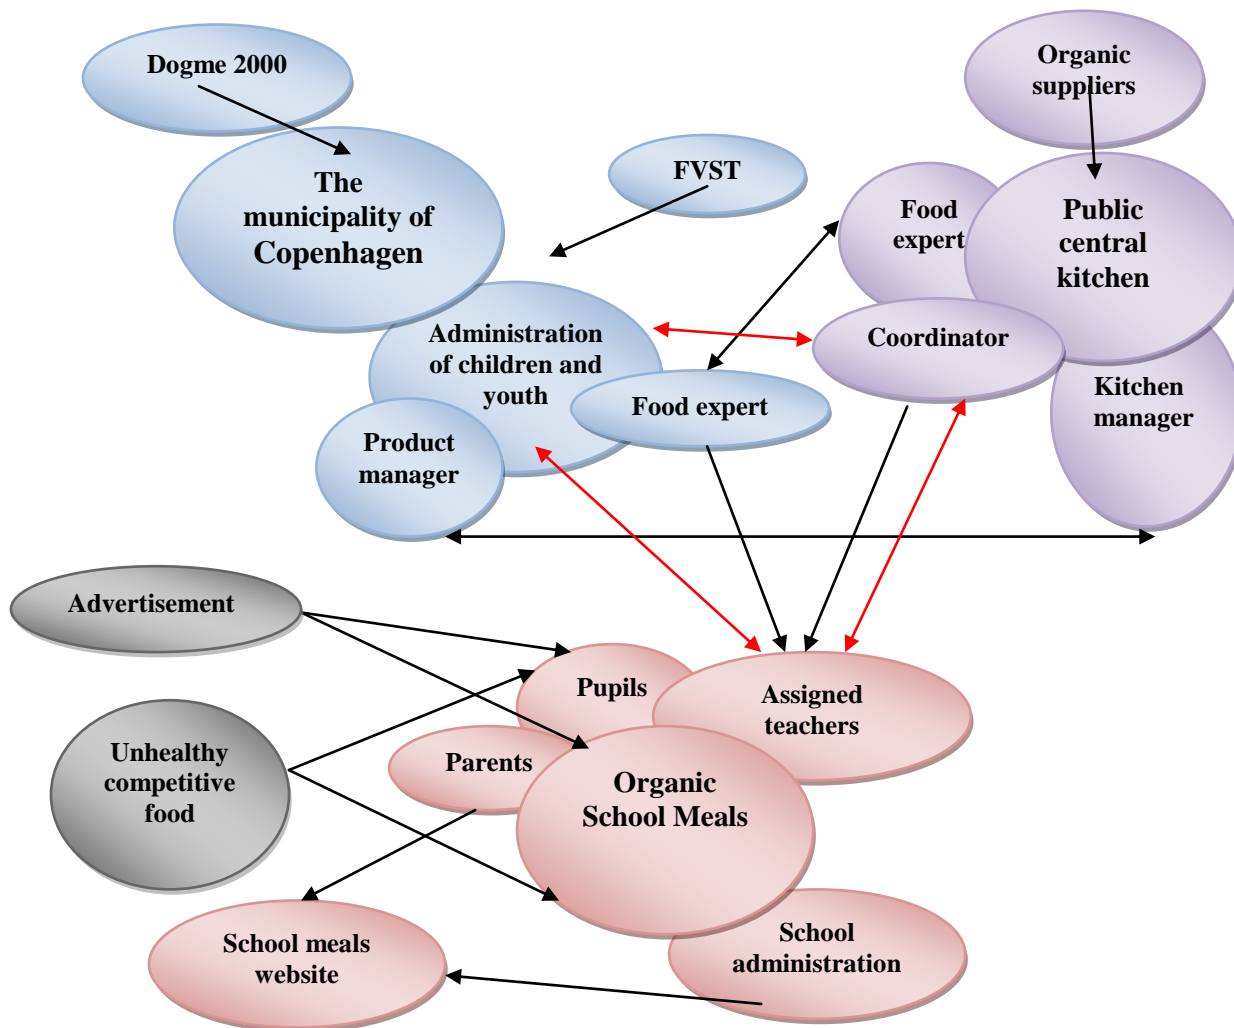 Dogme 2000
Organic
suppliers
The
municipality of
Copenhagen
FVST
Food
expert
Public
central
kitchen
Administration
of children and
youth
Coordinator
Food expert
Kitchen
manager
Product
manager
Advertisement
Pupils
Assigned
teachers
Parents
Organic
School Meals
Unhealthy
competitive
food
School meals
website
School
administration